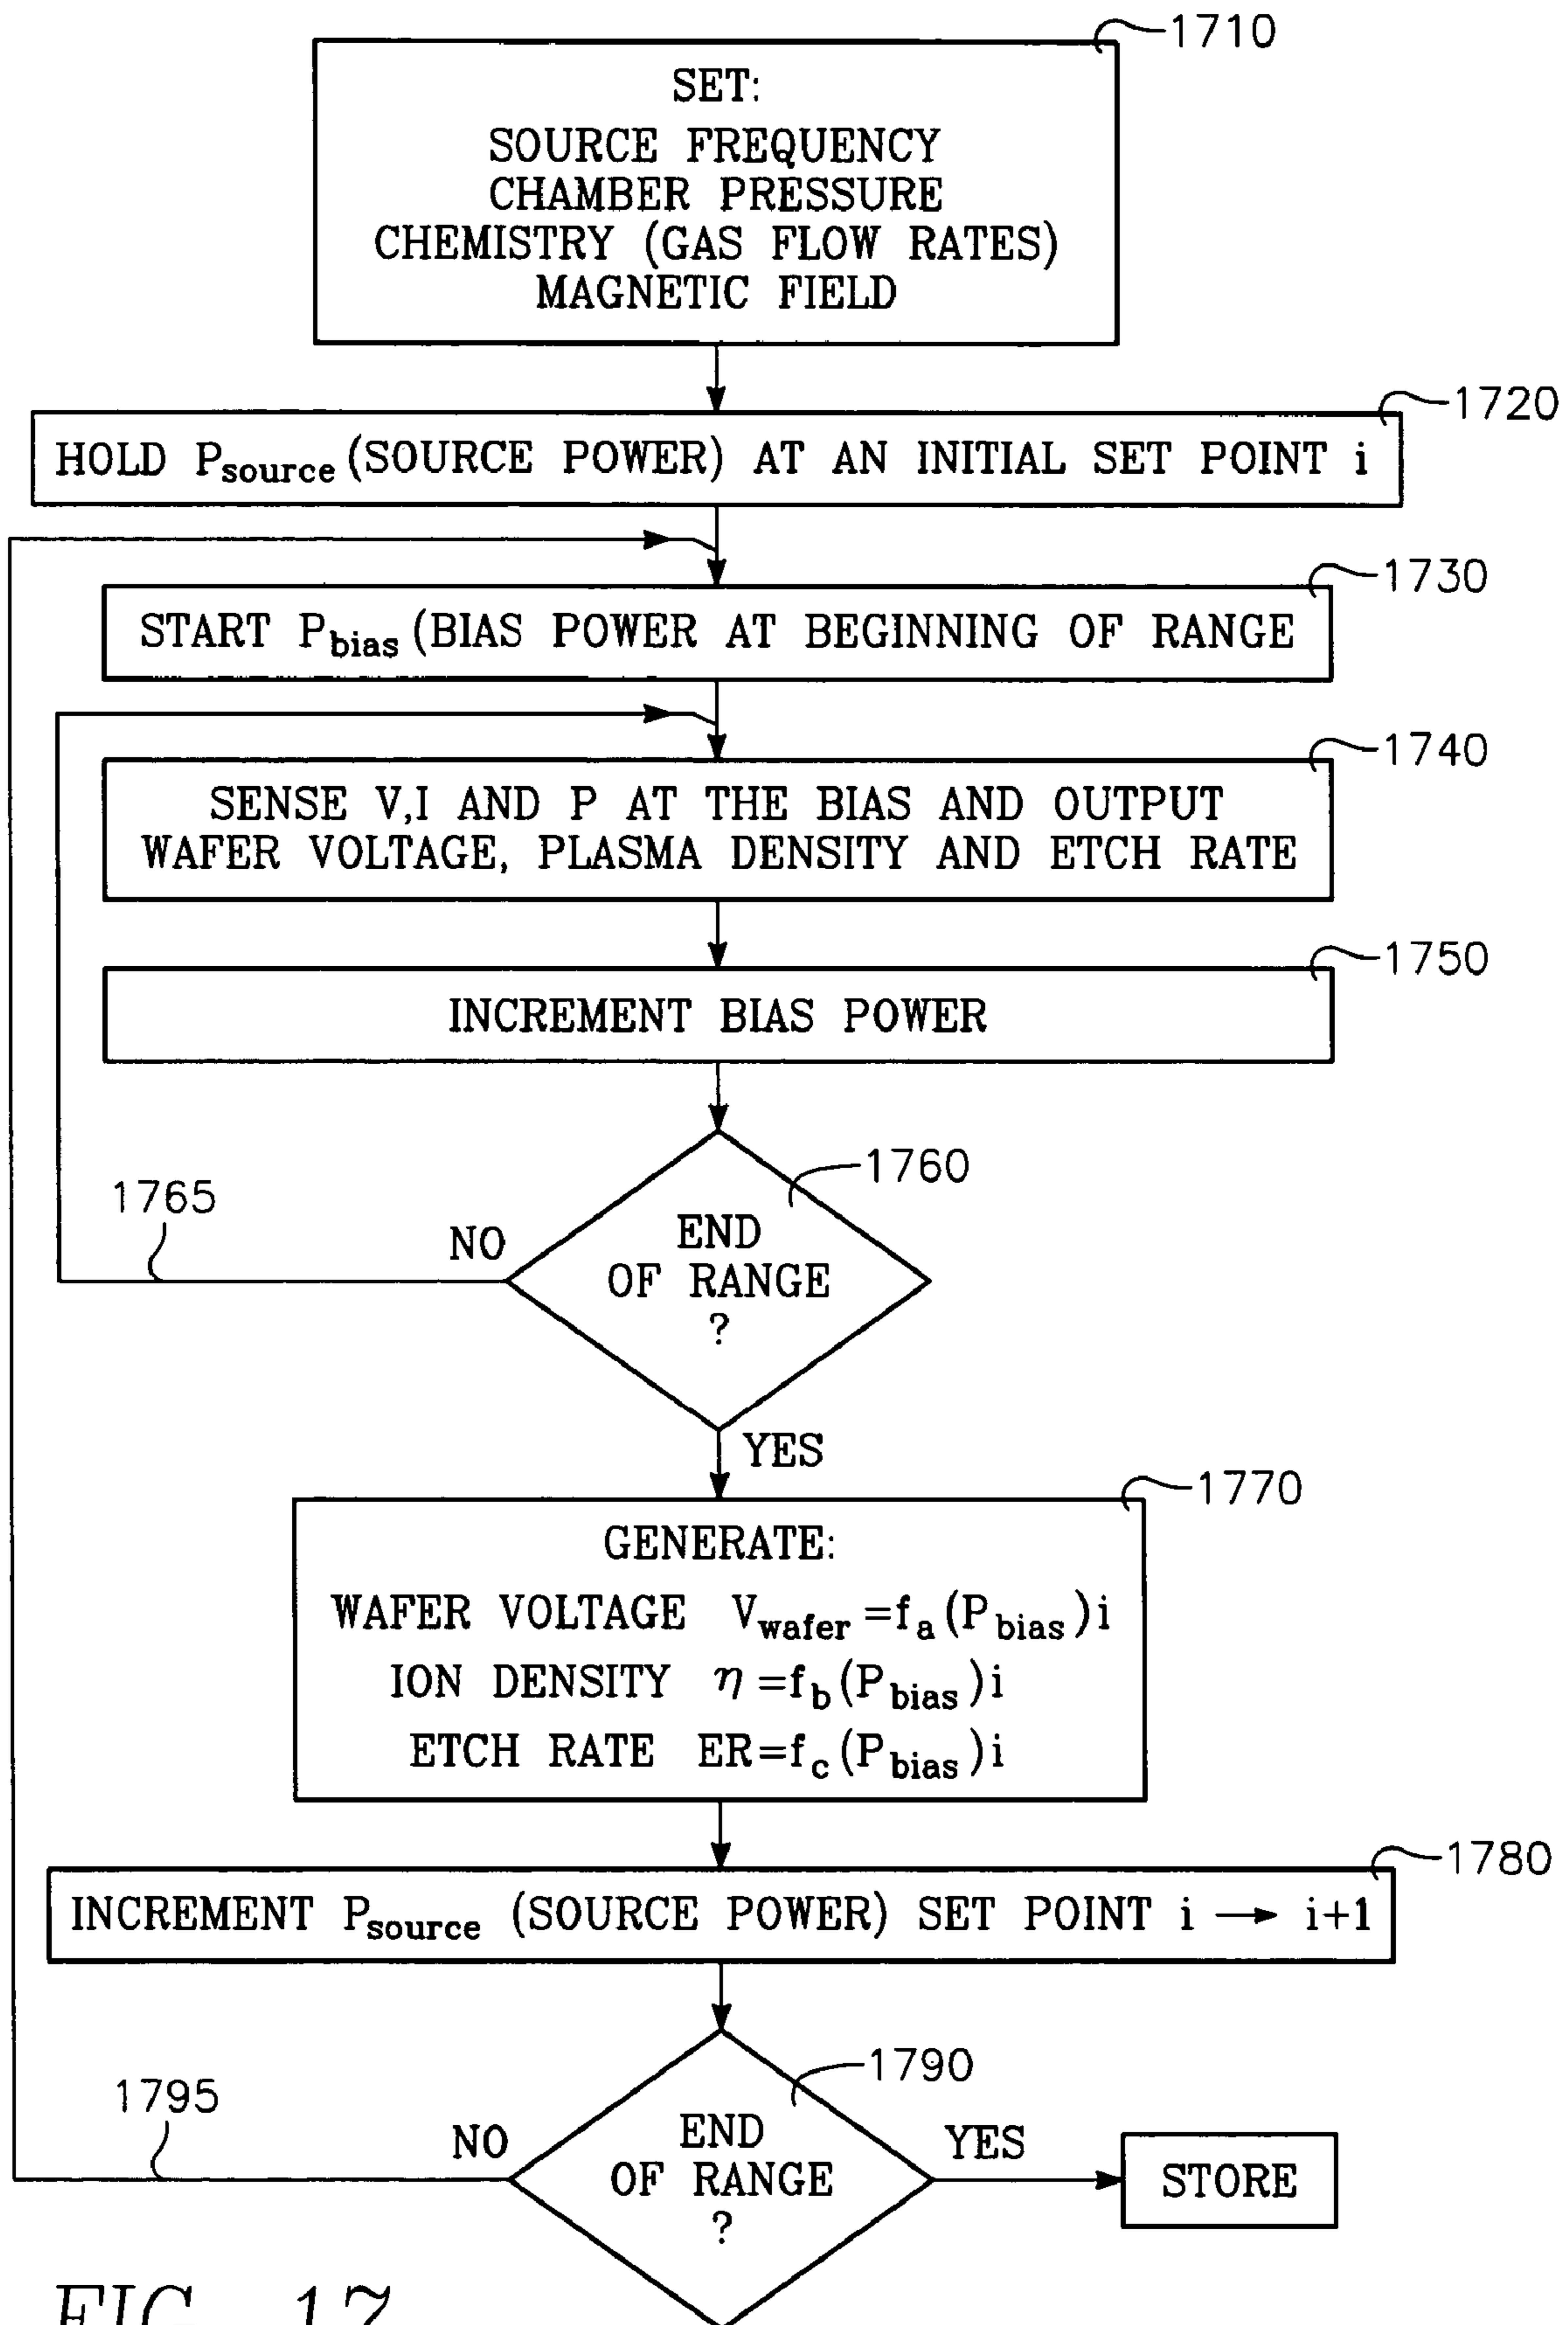 1710
SET:
SOURCE FREQUENCY
CHAMBER PRESSURE
CHEMISTRY (GAS FLOW RATES)
MAGNETIC FIELD
1720
HOLD Psource (SOURCE POWER) AT AN INITIAL SET POINT i
1730
START Pbias (BIAS POWER AT BEGINNING OF RANGE
1740
SENSE V,I AND P AT THE BIAS AND OUTPUT
WAFER VOLTAGE, PLASMA DENSITY AND ETCH RATE
1750
INCREMENT BIAS POWER
1760
1765
NO
END
OF RANGE
?
YES
1770
GENERATE:
WAFER VOLTAGE Vwafer =fa(Pbias)i
ION DENSITY η =fb(Pbias)i
ETCH RATE ER=fc(Pbias)i
1780
INCREMENT Psource (SOURCE POWER) SET POINT i → i+1
1790
1795
NO
END
OF RANGE
?
YES
STORE
FIG. 17